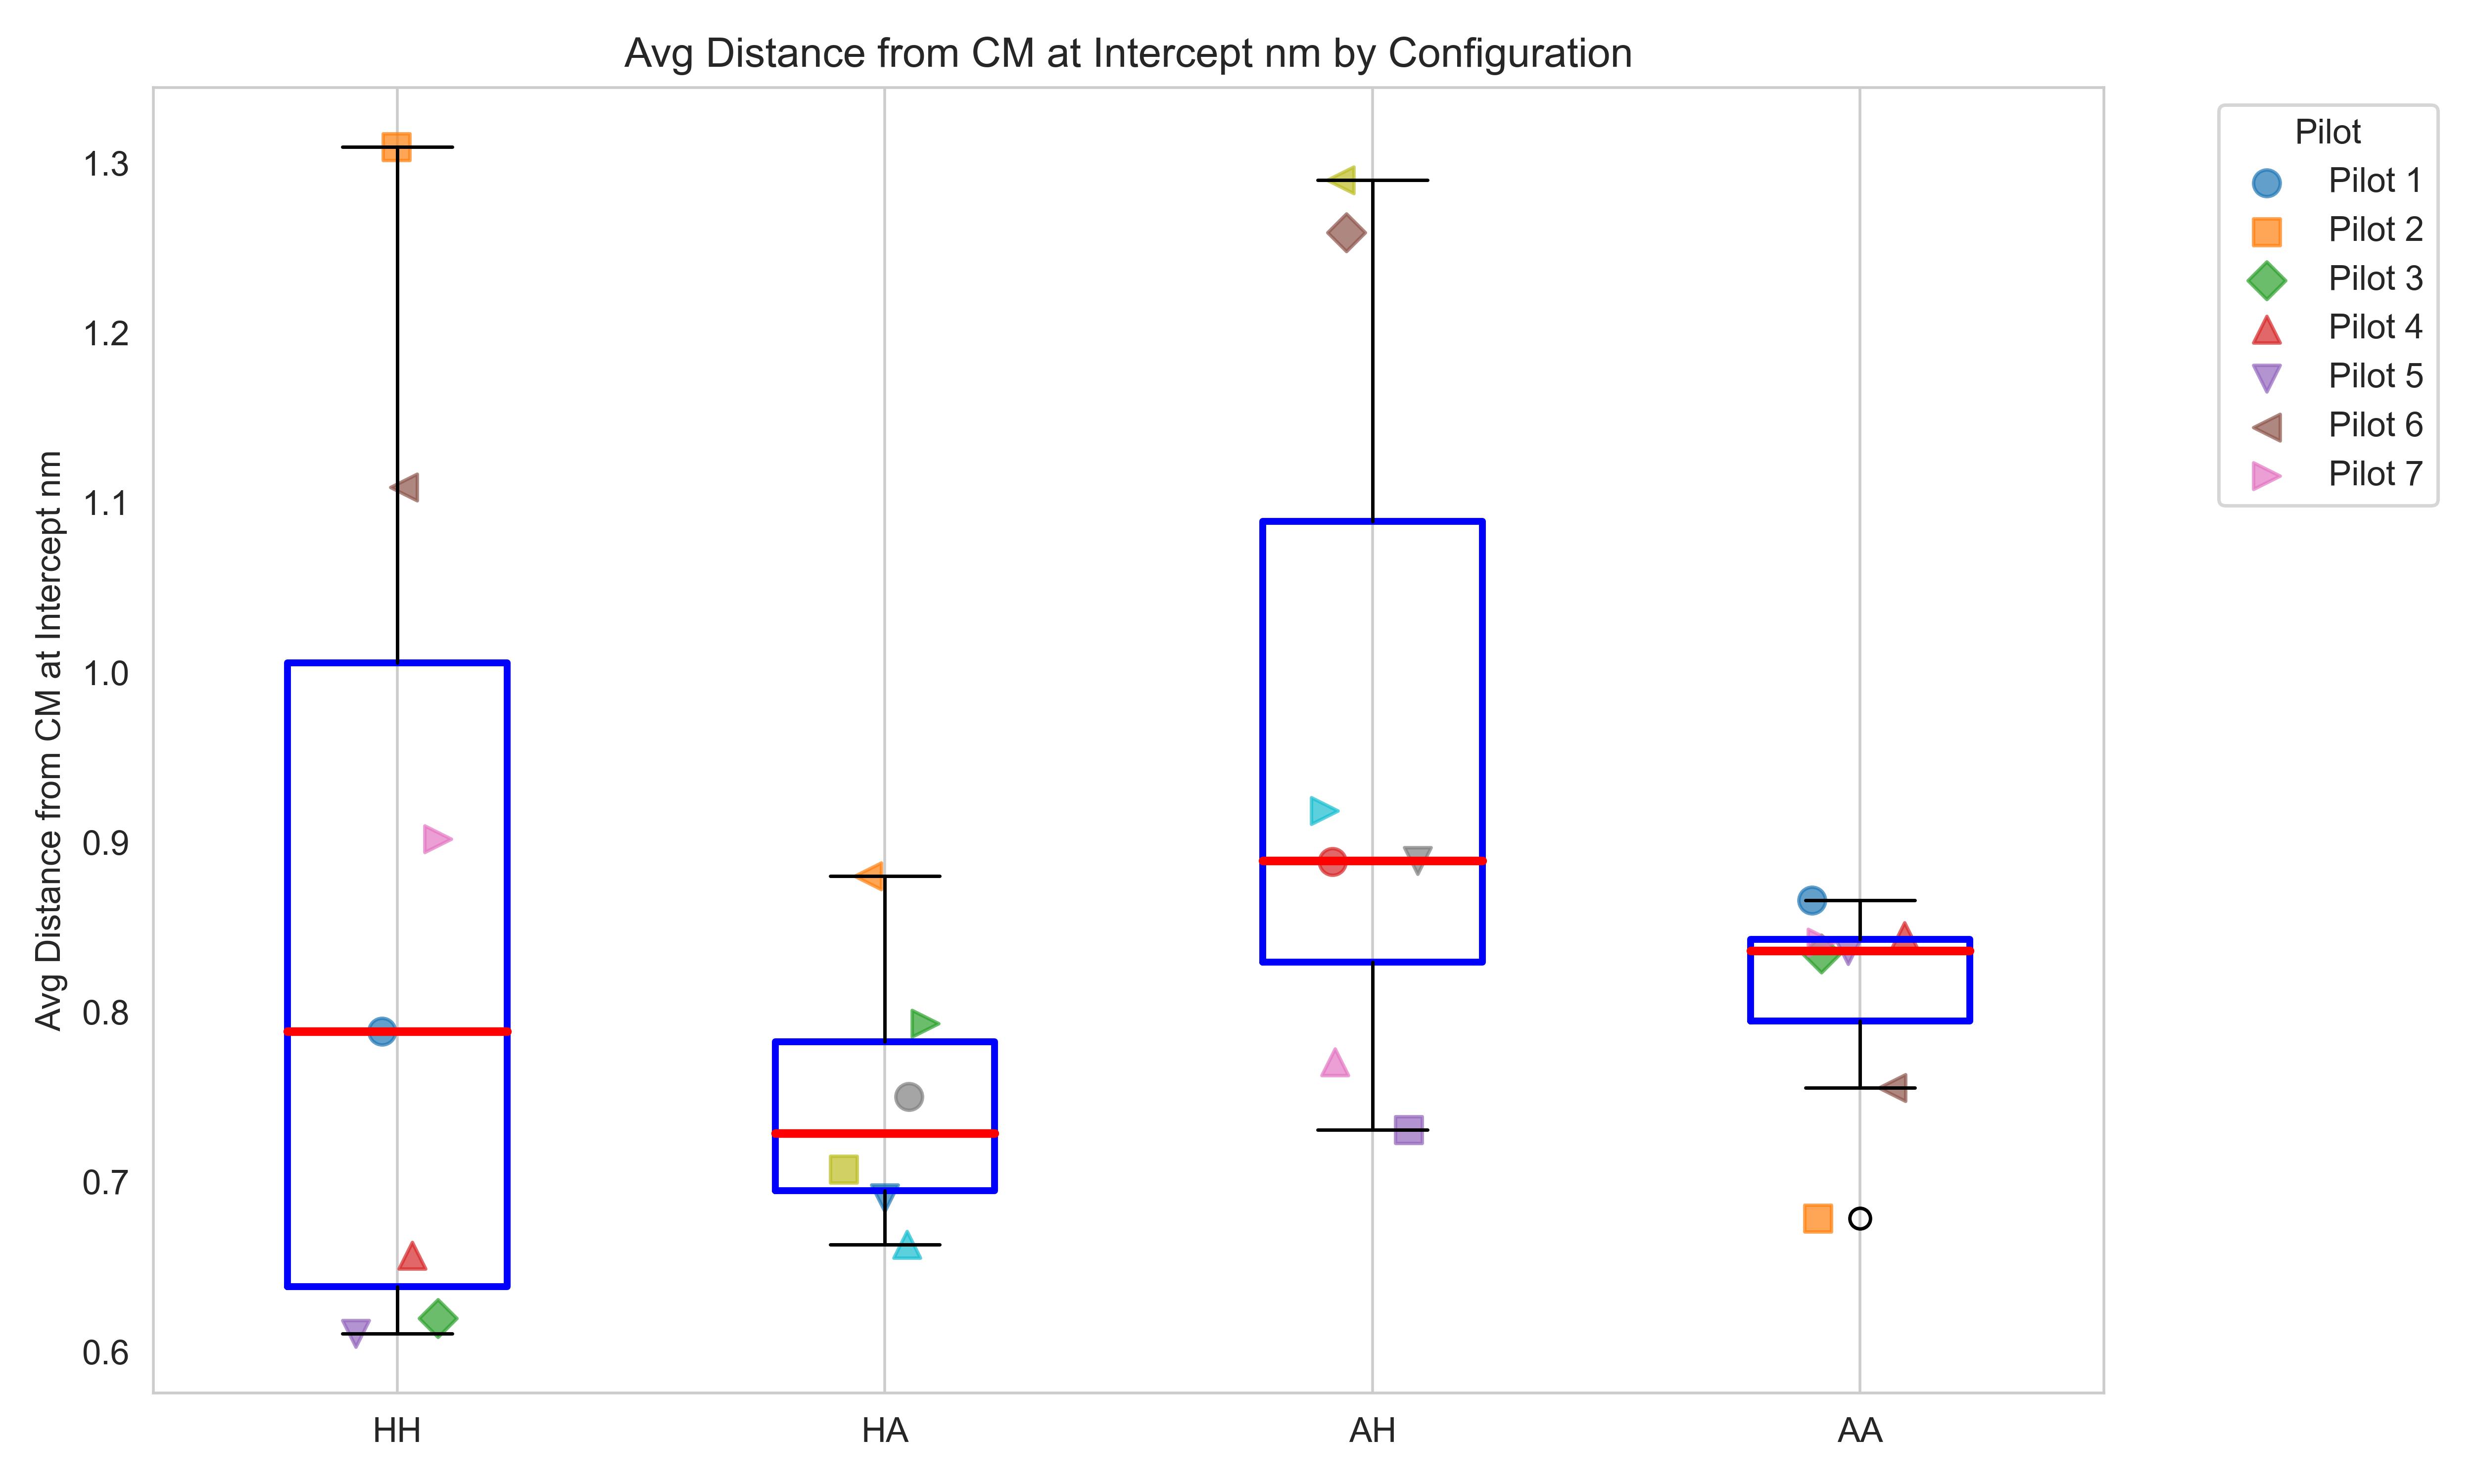 Avg Distance from CM at Intercept nm by Configuration
Avg Distance from CM at Intercept nm
1.3
1.2
1.1
1.0
0.9
0.8
0.7
0.6
HH
HA
AH
AA
Pilot
Pilot 1
Pilot 2
Pilot 3
Pilot 4
Pilot 5
Pilot 6
Pilot 7